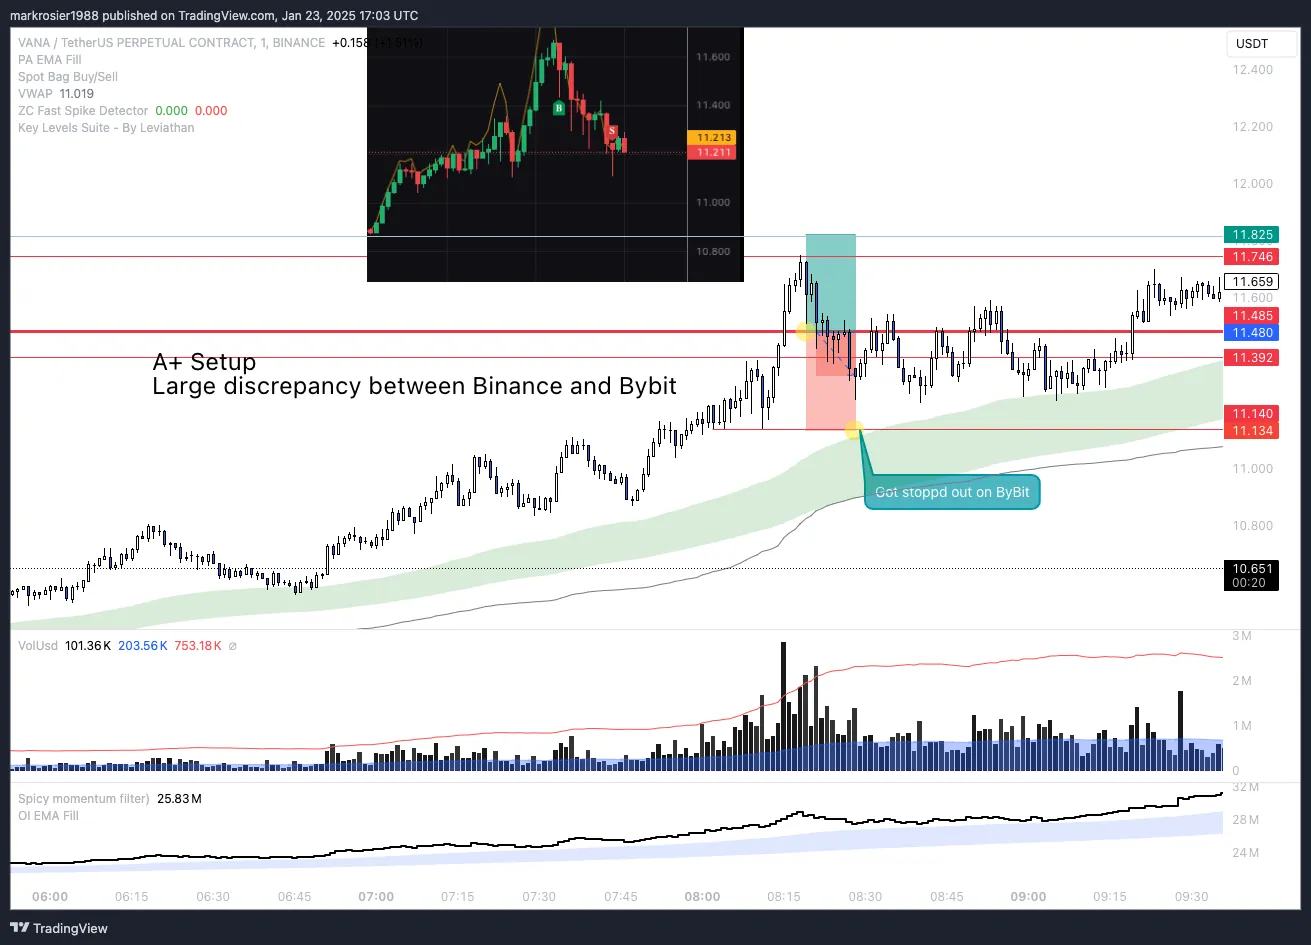 markrosier1988 published on TradingView.com, Jan 23, 2025 17:03 UTC
VANA / TetherUS PERPETUAL CONTRACT, 1, BINANCE +0.158 (+1.51%)
PA EMA Fill
Spot Bag Buy/Sell
VWAP 11.019
ZC Fast Spike Detector 0.000 0.000
Key Levels Suite - By Leviathan
11.600
11.400
B
S
11.213
11.211
11.000
10.800
USDT
12.400
12.200
12.000
11.825
11.746
11.659
11.600
11.485
11.480
11.392
11.140
11.134
11.000
10.800
10.651
00:20
A+ Setup
Large discrepancy between Binance and Bybit
Got stoppd out on ByBit
VolUsd 101.36 K 203.56 K 753.18 K ∅
3 M
2 M
1 M
0
Spicy momentum filter) 25.83 M
OI EMA Fill
32 M
28 M
24 M
06:00 06:15 06:30 06:45 07:00 07:15 07:30 07:45 08:00 08:15 08:30 08:45 09:00 09:15 09:30
TradingView